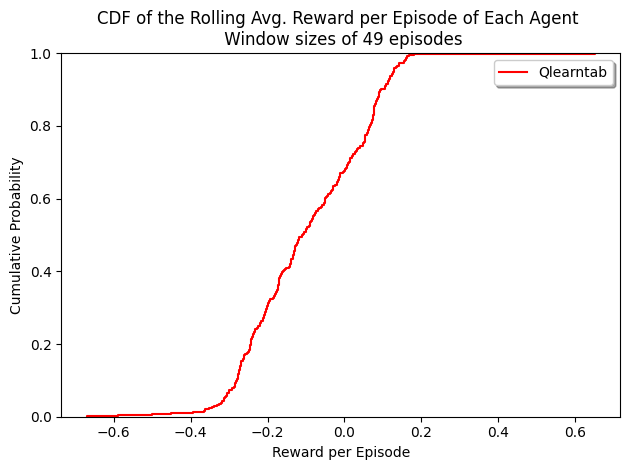 CDF of the Rolling Avg. Reward per Episode of Each Agent
Window sizes of 49 episodes
Qlearntab
1.0
0.8
0.6
0.4
0.2
0.0
Cumulative Probability
−0.6
−0.4
−0.2
0.0
0.2
0.4
0.6
Reward per Episode